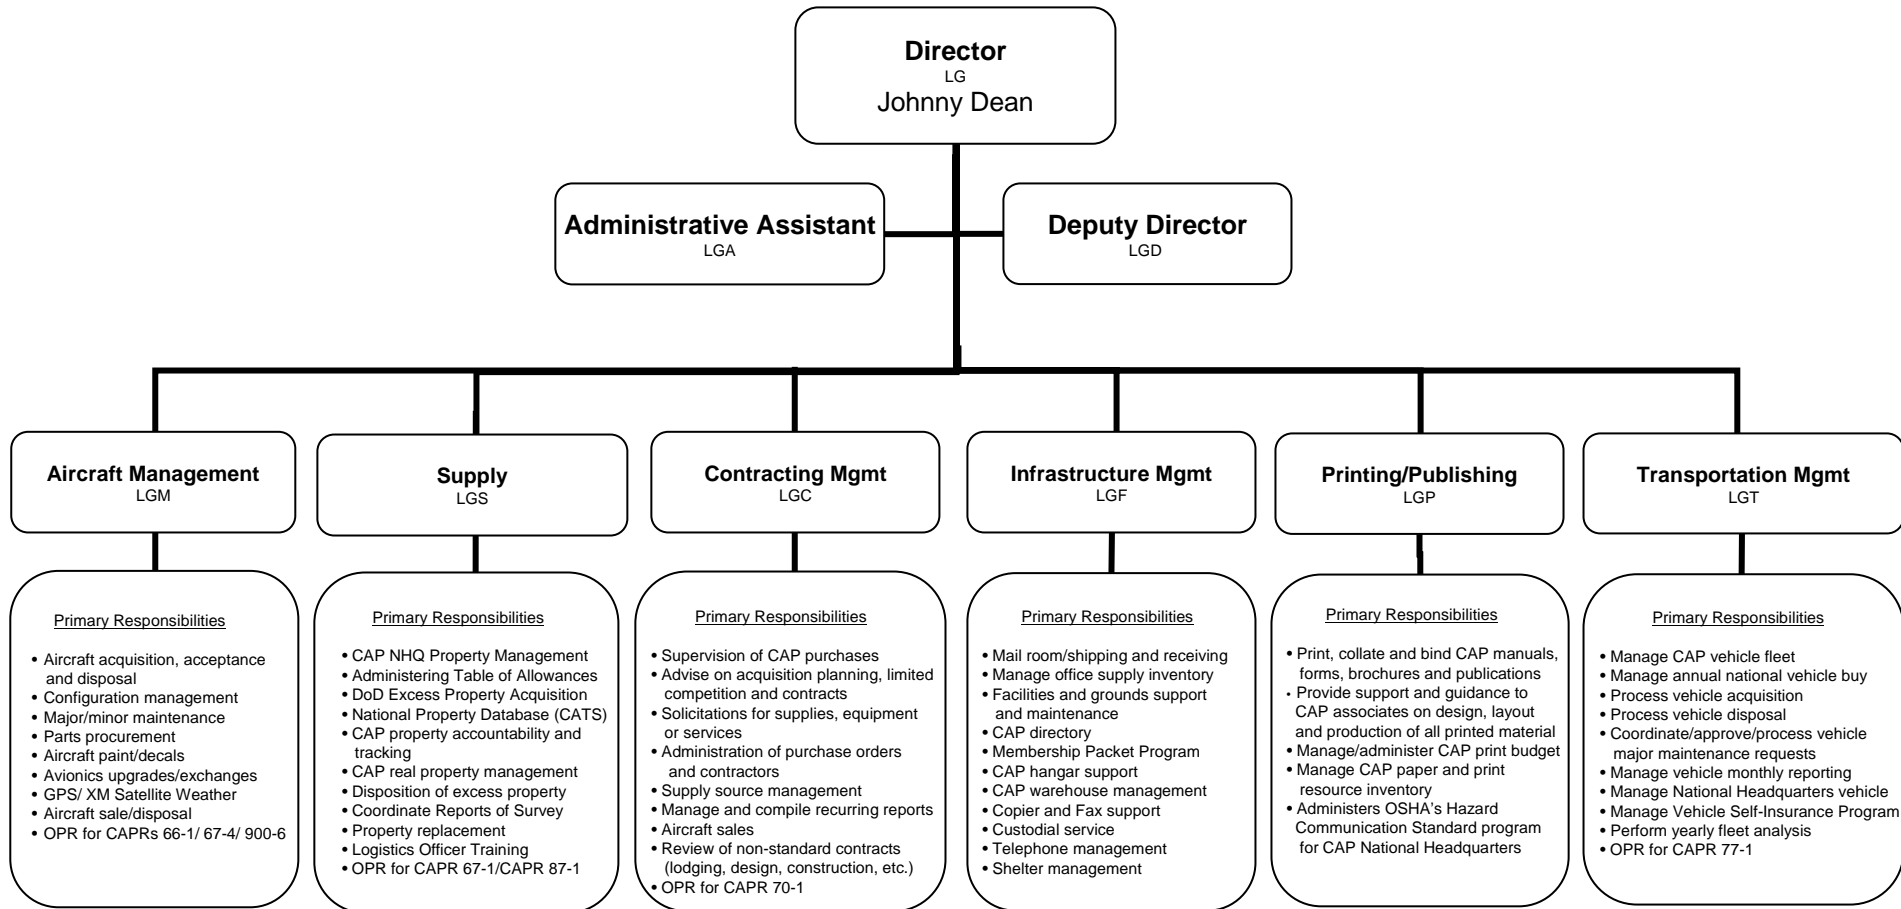 Director
LG
Johnny Dean
Administrative Assistant
LGA
Deputy Director
LGD
Aircraft Management
LGM
Supply
LGS
Contracting Mgmt
LGC
Infrastructure Mgmt
LGF
Printing/Publishing
LGP
Transportation Mgmt
LGT
Primary Responsibilities
• Aircraft acquisition, acceptance
and disposal
• Configuration management
• Major/minor maintenance
• Parts procurement
• Aircraft paint/decals
• Avionics upgrades/exchanges
• GPS/ XM Satellite Weather
• Aircraft sale/disposal
• OPR for CAPRs 66-1/ 67-4/ 900-6
Primary Responsibilities
• CAP NHQ Property Management
• Administering Table of Allowances
• DoD Excess Property Acquisition
• National Property Database (CATS)
• CAP property accountability and
tracking
• CAP real property management
• Disposition of excess property
• Coordinate Reports of Survey
• Property replacement
• Logistics Officer Training
• OPR for CAPR 67-1/CAPR 87-1
Primary Responsibilities
• Supervision of CAP purchases
• Advise on acquisition planning, limited
competition and contracts
• Solicitations for supplies, equipment
or services
• Administration of purchase orders
and contractors
• Supply source management
• Manage and compile recurring reports
• Aircraft sales
• Review of non-standard contracts
(lodging, design, construction, etc.)
• OPR for CAPR 70-1
Primary Responsibilities
• Mail room/shipping and receiving
• Manage office supply inventory
• Facilities and grounds support
and maintenance
• CAP directory
• Membership Packet Program
• CAP hangar support
• CAP warehouse management
• Copier and Fax support
• Custodial service
• Telephone management
• Shelter management
Primary Responsibilities
• Print, collate and bind CAP manuals,
forms, brochures and publications
• Provide support and guidance to
CAP associates on design, layout
and production of all printed material
• Manage/administer CAP print budget
• Manage CAP paper and print
resource inventory
• Administers OSHA's Hazard
Communication Standard program
for CAP National Headquarters
Primary Responsibilities
• Manage CAP vehicle fleet
• Manage annual national vehicle buy
• Process vehicle acquisition
• Process vehicle disposal
• Coordinate/approve/process vehicle
major maintenance requests
• Manage vehicle monthly reporting
• Manage National Headquarters vehicle
• Manage Vehicle Self-Insurance Program
• Perform yearly fleet analysis
• OPR for CAPR 77-1